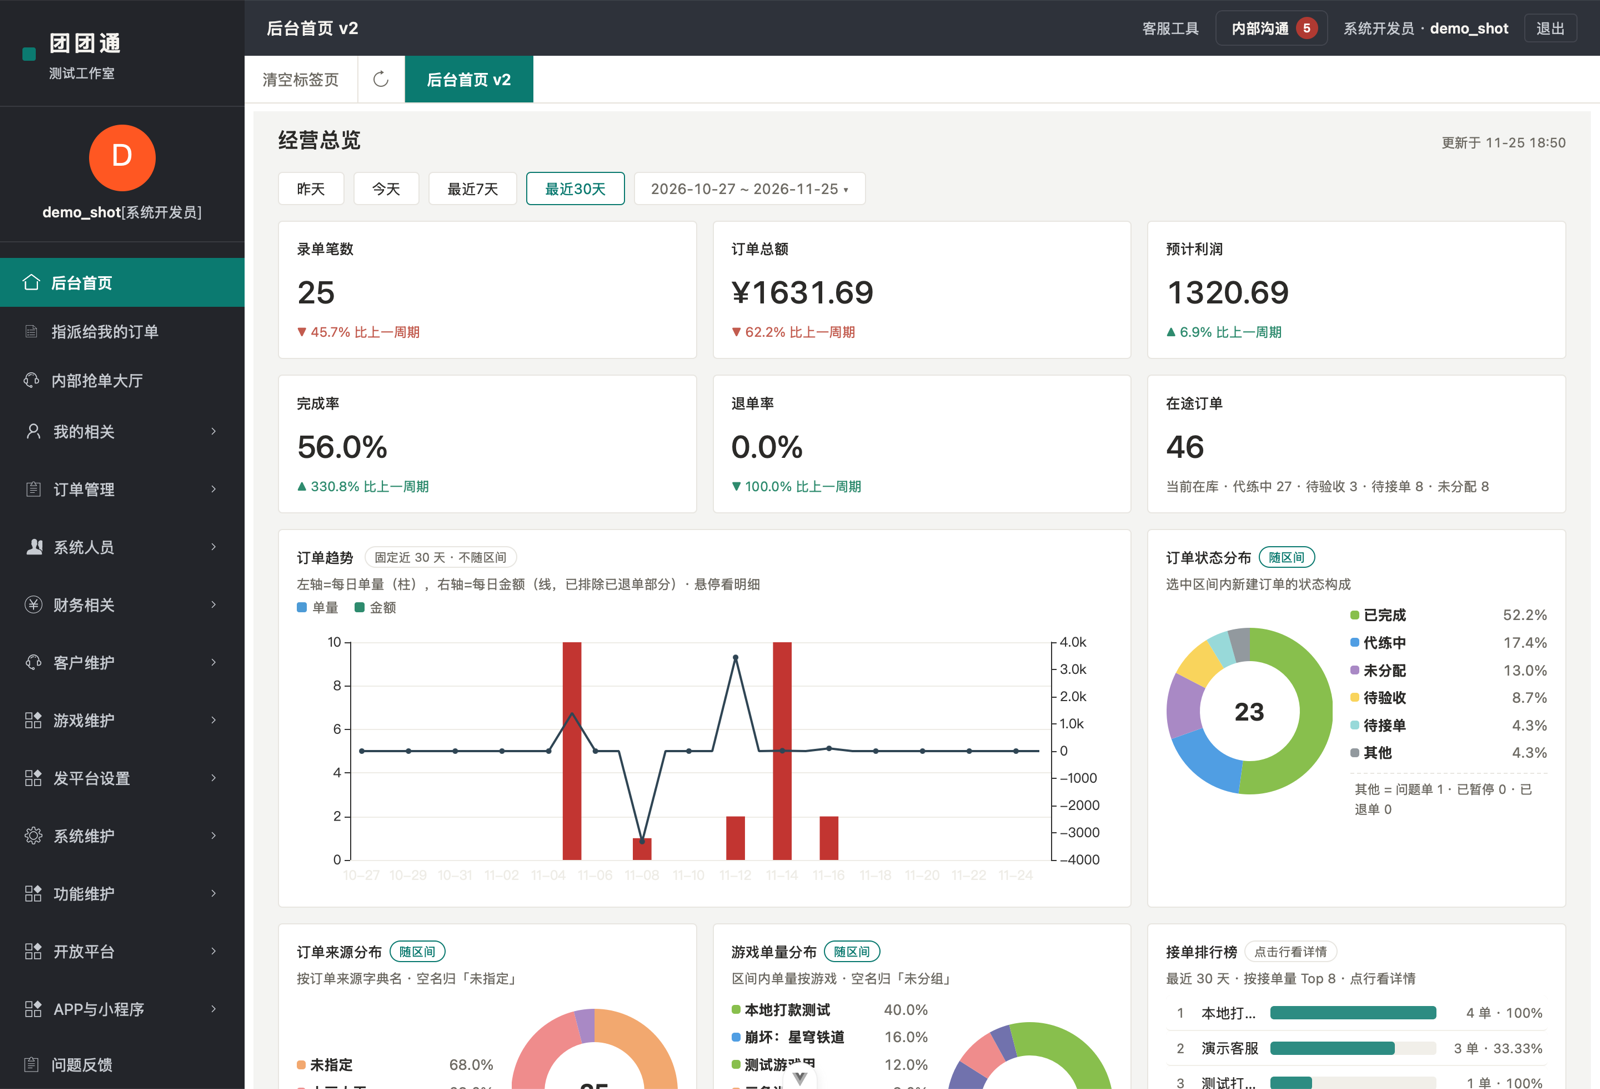 团团通
测试工作室
后台首页 v2
客服工具
内部沟通 5
系统开发员 · demo_shot
退出
清空标签页
后台首页 v2
D
demo_shot[系统开发员]
后台首页
指派给我的订单
内部抢单大厅
我的相关
订单管理
系统人员
财务相关
客户维护
游戏维护
发平台设置
系统维护
功能维护
开放平台
APP与小程序
问题反馈
经营总览
更新于 11-25 18:50
昨天
今天
最近7天
最近30天
2026-10-27 ~ 2026-11-25 ▾
录单笔数
25
▼ 45.7% 比上一周期
订单总额
¥1631.69
▼ 62.2% 比上一周期
预计利润
1320.69
▲ 6.9% 比上一周期
完成率
56.0%
▲ 330.8% 比上一周期
退单率
0.0%
▼ 100.0% 比上一周期
在途订单
46
当前在库 · 代练中 27 · 待验收 3 · 待接单 8 · 未分配 8
订单趋势 固定近 30 天 · 不随区间
左轴=每日单量（柱），右轴=每日金额（线，已排除已退单部分）· 悬停看明细
单量 金额
10
8
6
4
2
0
4.0k
3.0k
2.0k
1.0k
0
−1000
−2000
−3000
−4000
10−27 10−29 10−31 11−02 11−04 11−06 11−08 11−10 11−12 11−14 11−16 11−18 11−20 11−22 11−24
订单状态分布 随区间
选中区间内新建订单的状态构成
23
已完成 52.2%
代练中 17.4%
未分配 13.0%
待验收 8.7%
待接单 4.3%
其他 4.3%
其他 = 问题单 1 · 已暂停 0 · 已
退单 0
订单来源分布 随区间
按订单来源字典名 · 空名归「未指定」
未指定 68.0%
游戏单量分布 随区间
区间内单量按游戏 · 空名归「未分组」
本地打款测试 40.0%
崩坏：星穹铁道 16.0%
12.0%
接单排行榜 点击行看详情
最近 30 天 · 按接单量 Top 8 · 点行看详情
1 本地打... 4 单 · 100%
2 演示客服 3 单 · 33.33%
3 测试打... 1 单 · 100%